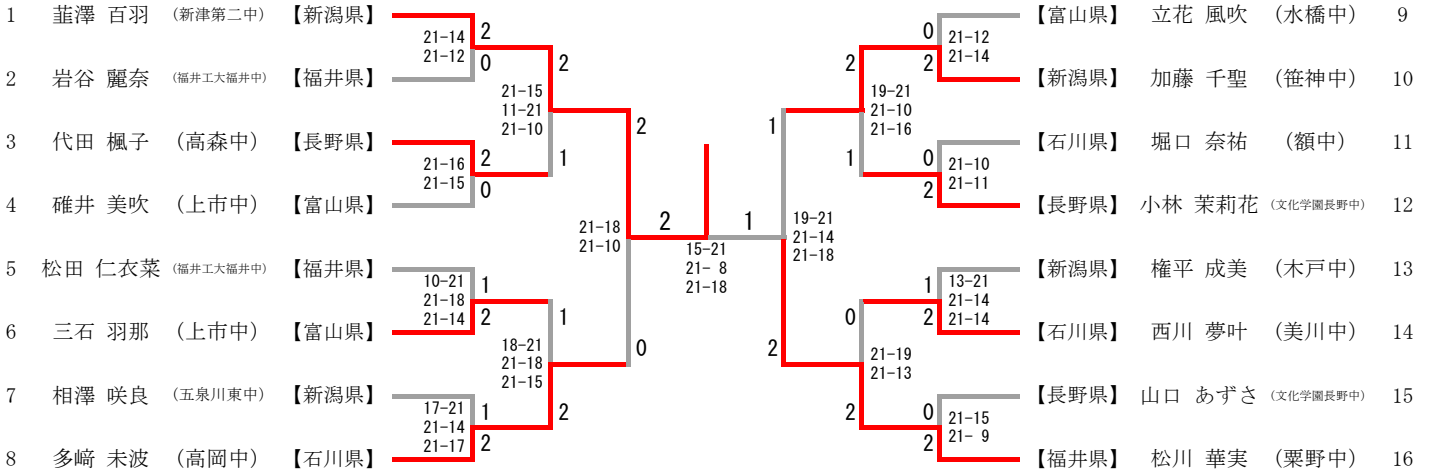 1 韮澤 百羽 (新津第二中) 【新潟県】
21-14 2
21-12 0
2 岩谷 麗奈 (福井工大福井中) 【福井県】
21-15 2
11-21
21-10 1
3 代田 楓子 (高森中) 【長野県】
21-16 2
21-15 0
4 碓井 美吹 (上市中) 【富山県】
21-18 2
21-10 0
5 松田 仁衣菜 (福井工大福井中) 【福井県】
10-21 1
21-18
21-14 2
6 三石 羽那 (上市中) 【富山県】
18-21 1
21-18
21-15 2
7 相澤 咲良 (五泉川東中) 【新潟県】
17-21 1
21-14
21-17 2
8 多﨑 未波 (高岡中) 【石川県】
2 1
15-21
21- 8
21-18
【富山県】 立花 風吹 (水橋中) 9
0 21-12
2 21-14
【新潟県】 加藤 千聖 (笹神中) 10
2 19-21
21-10
1 21-16
【石川県】 堀口 奈祐 (額中) 11
0 21-10
2 21-11
【長野県】 小林 茉莉花 (文化学園長野中) 12
1 19-21
21-14
2 21-18
【新潟県】 権平 成美 (木戸中) 13
1 13-21
21-14
2 21-14
【石川県】 西川 夢叶 (美川中) 14
0 21-19
2 21-13
【長野県】 山口 あずさ (文化学園長野中) 15
0 21-15
2 21- 9
【福井県】 松川 華実 (粟野中) 16